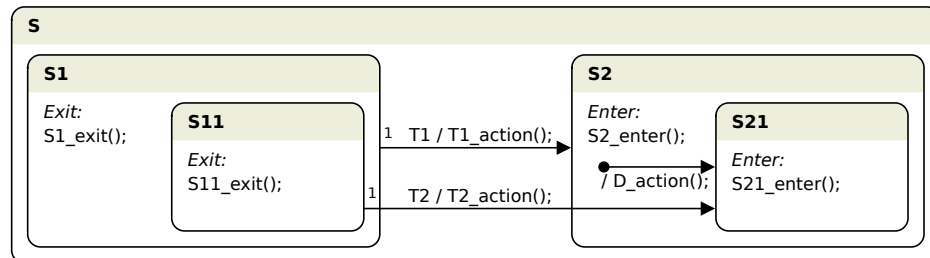 S
S1
Exit:
S1_exit();
S11
Exit:
S11_exit();
1 T1 / T1_action();
1 T2 / T2_action();
S2
Enter:
S2_enter();
/ D_action();
S21
Enter:
S21_enter();